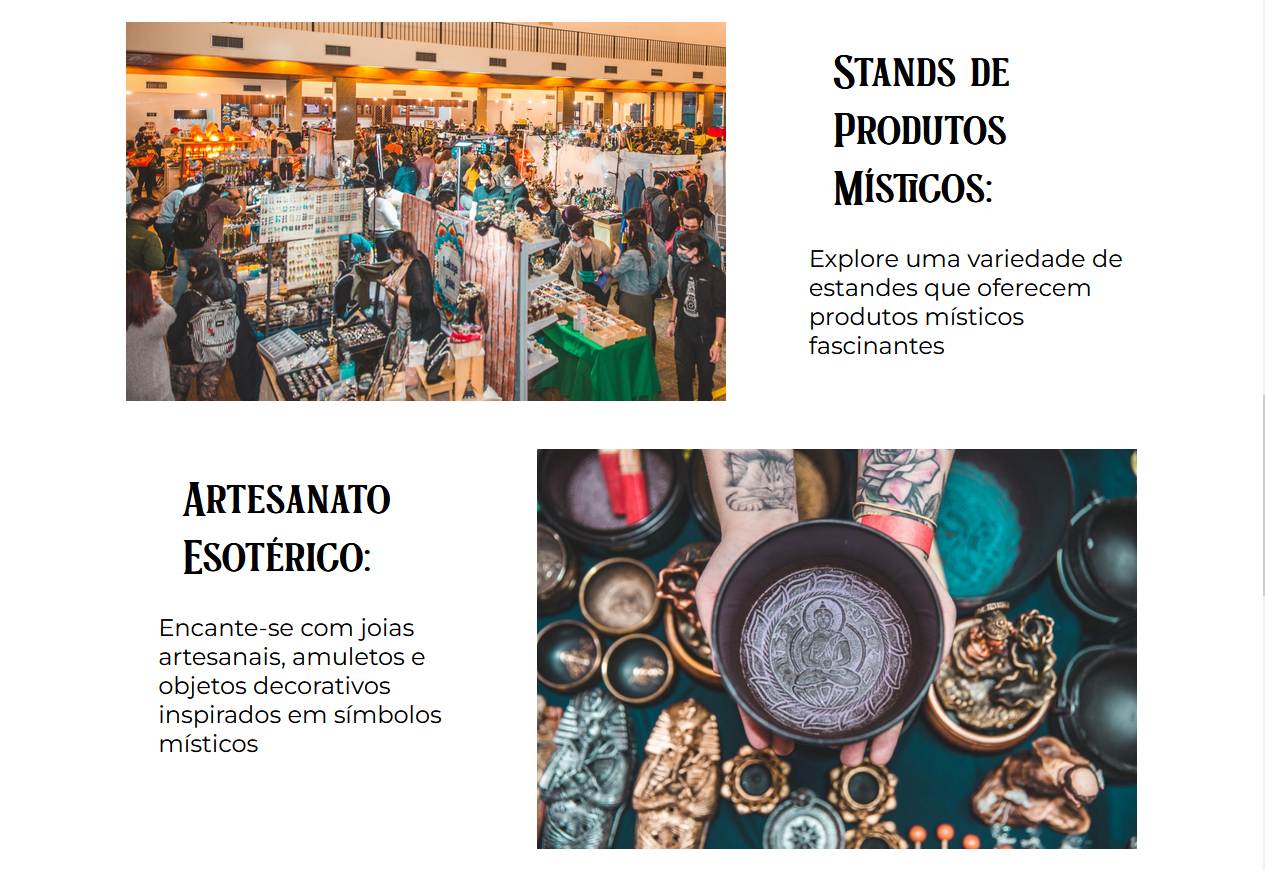 Stands de
Produtos
Místicos:
Explore uma variedade de
estandes que oferecem
produtos místicos
fascinantes
Artesanato
Esotérico:
Encante-se com joias
artesanais, amuletos e
objetos decorativos
inspirados em símbolos
místicos